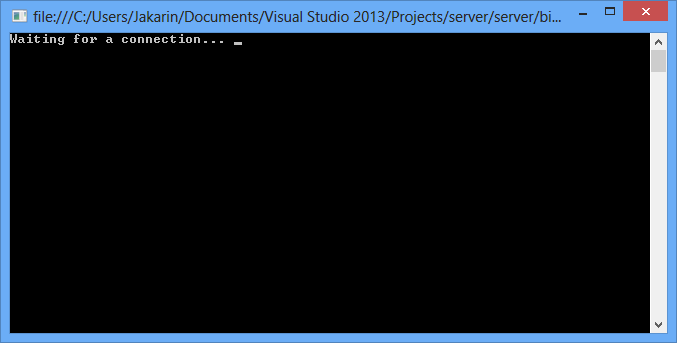 file:///C:/Users/Jakarin/Documents/Visual Studio 2013/Projects/server/server/bi...
Waiting for a connection...